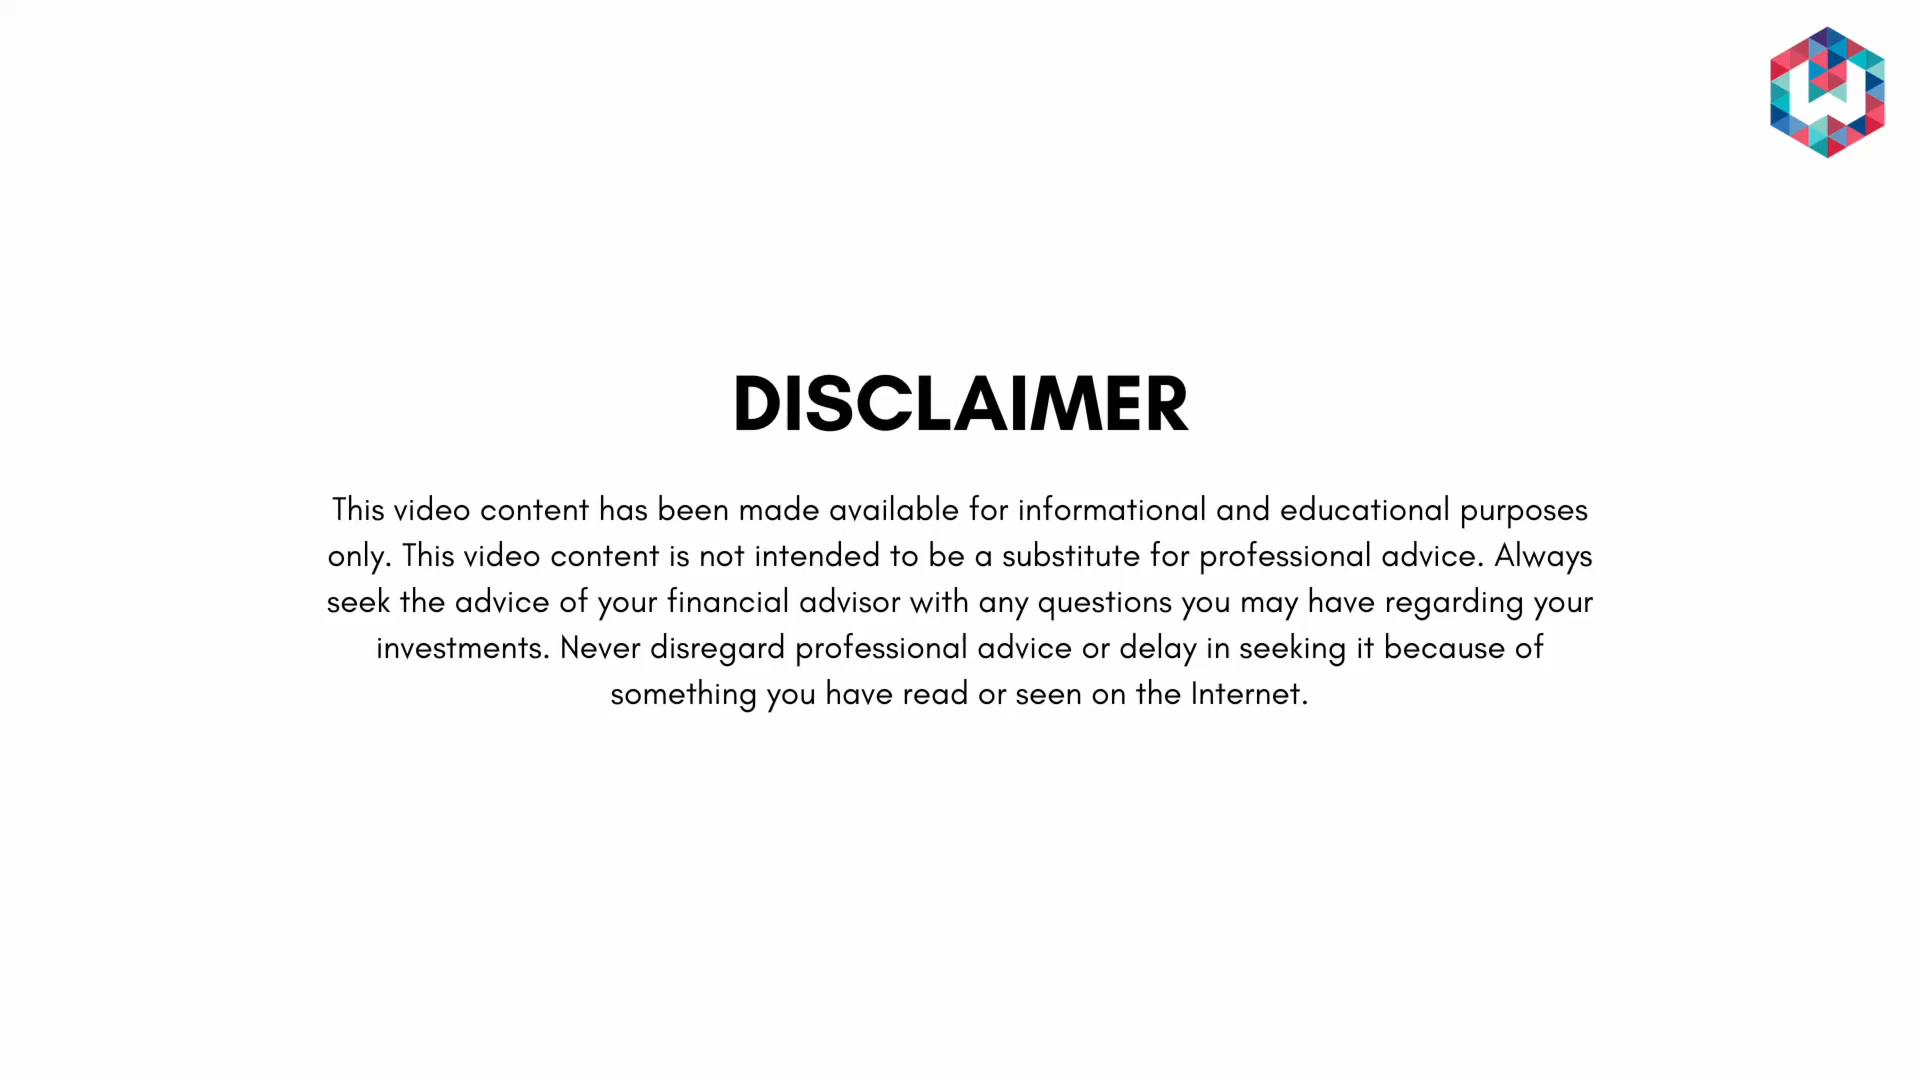 DISCLAIMER
This video content has been made available for informational and educational purposes
only. This video content is not intended to be a substitute for professional advice. Always
seek the advice of your financial advisor with any questions you may have regarding your
investments. Never disregard professional advice or delay in seeking it because of
something you have read or seen on the Internet.